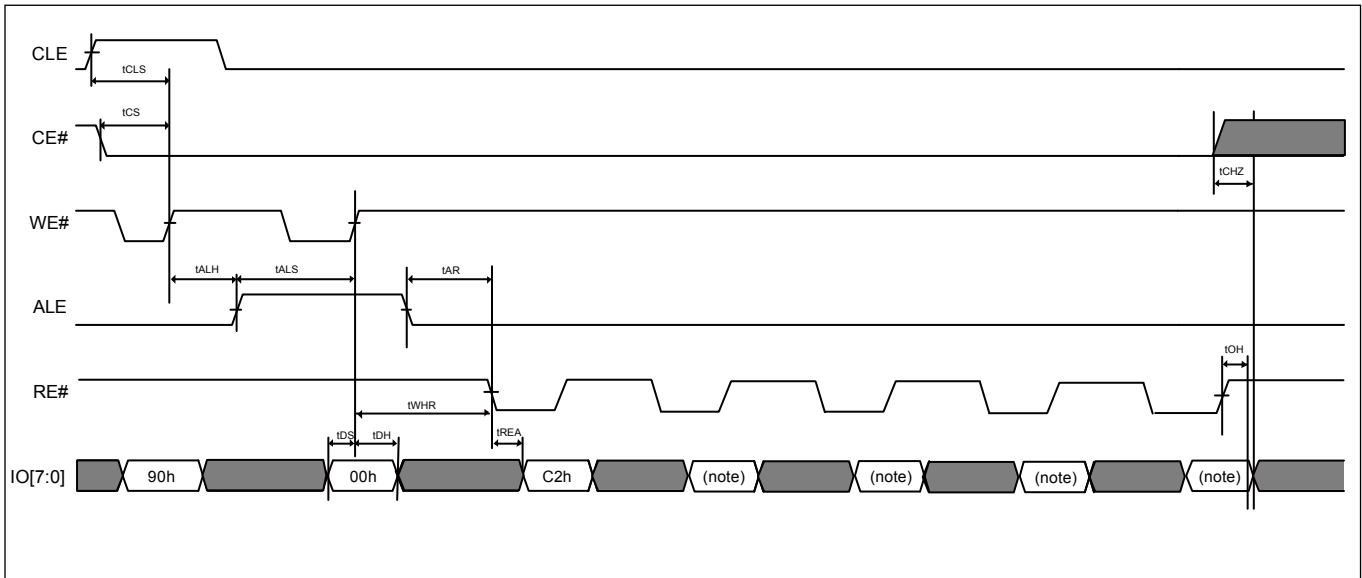 CLE
tCLS
CE#
tCS
tCHZ
WE#
tALH tALS tAR
ALE
tOH
RE#
tWHR
tDS tDH tREA
IO[7:0] 90h 00h C2h (note) (note) (note) (note)